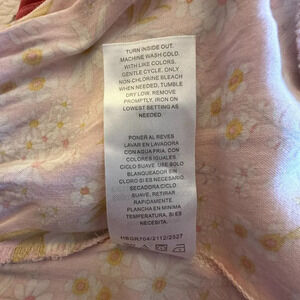 TURN INSIDE OUT.
MACHINE WASH COLD.
WITH LIKE COLORS.
GENTLE CYCLE. ONLY
NON-CHLORINE BLEACH
WHEN NEEDED, TUMBLE
DRY LOW. REMOVE
PROMPTLY, IRON ON
LOWEST SETTING AS
NEEDED
PONER AL REVES
LAVAR EN LAVADORA
CON AGUA FRIA, CON
COLORES IGUALES.
CICLO SUAVE, USE SOLO
BLANQUEADOR SIN
CLORO SI ES NECESARIO.
SECADORA CICLO
SUAVE, RETIRAR
RAPIDAMENTE.
PLANCHA EN MINIMA
TEMPERATURA, SI ES
NECESITA.
HBGR704/2112/2527